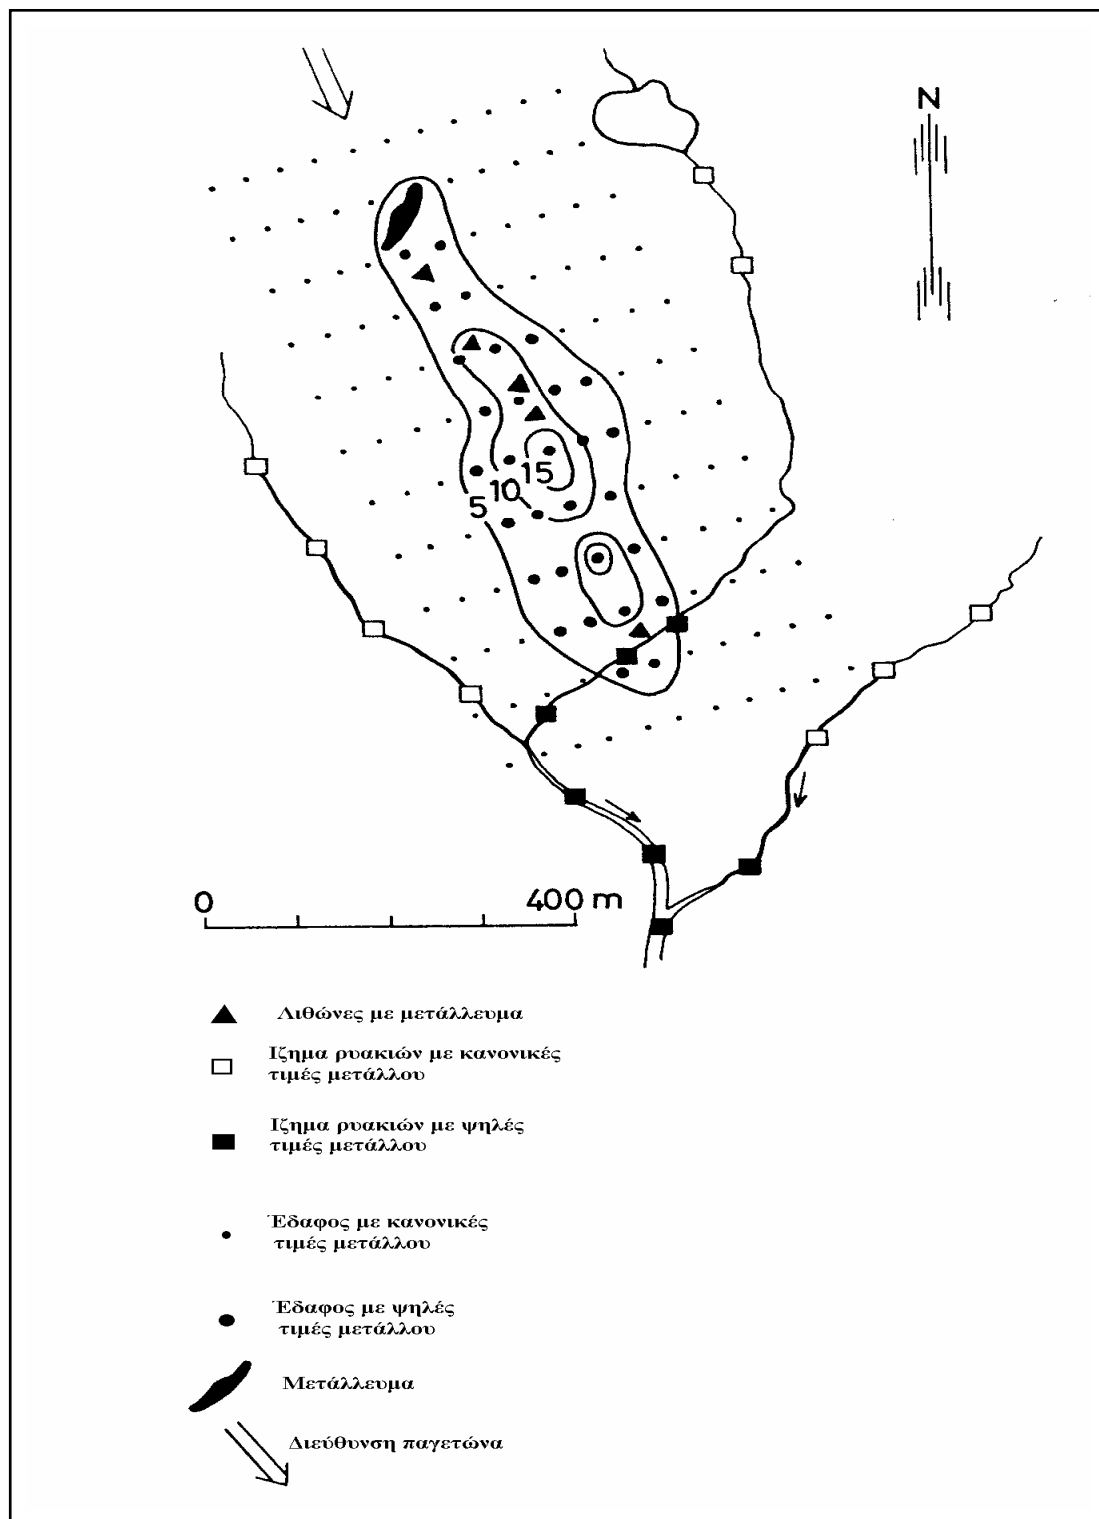 N
5
10
15
0
400 m
Λιθώνες με μετάλλευμα
Ιζημα ρυακιών με κανονικές
τιμές μετάλλου
Ιζημα ρυακιών με ψηλές
τιμές μετάλλου
Έδαφος με κανονικές
τιμές μετάλλου
Έδαφος με ψηλές
τιμές μετάλλου
Μετάλλευμα
Διεύθυνση παγετώνα